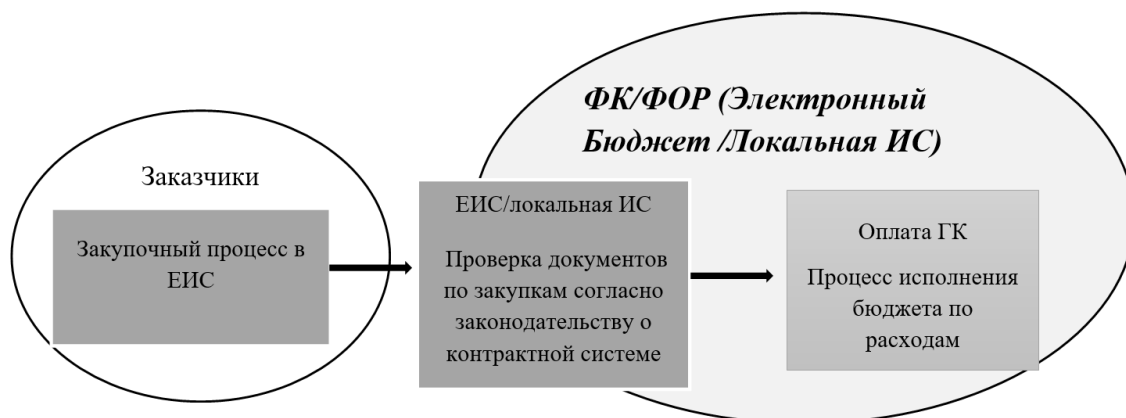 ФК/ФОР (Электронный
Бюджет /Локальная ИС)
Заказчики
Закупочный процесс в
ЕИС
ЕИС/локальная ИС
Проверка документов
по закупкам согласно
законодательству о
контрактной системе
Оплата ГК
Процесс исполнения
бюджета по
расходам